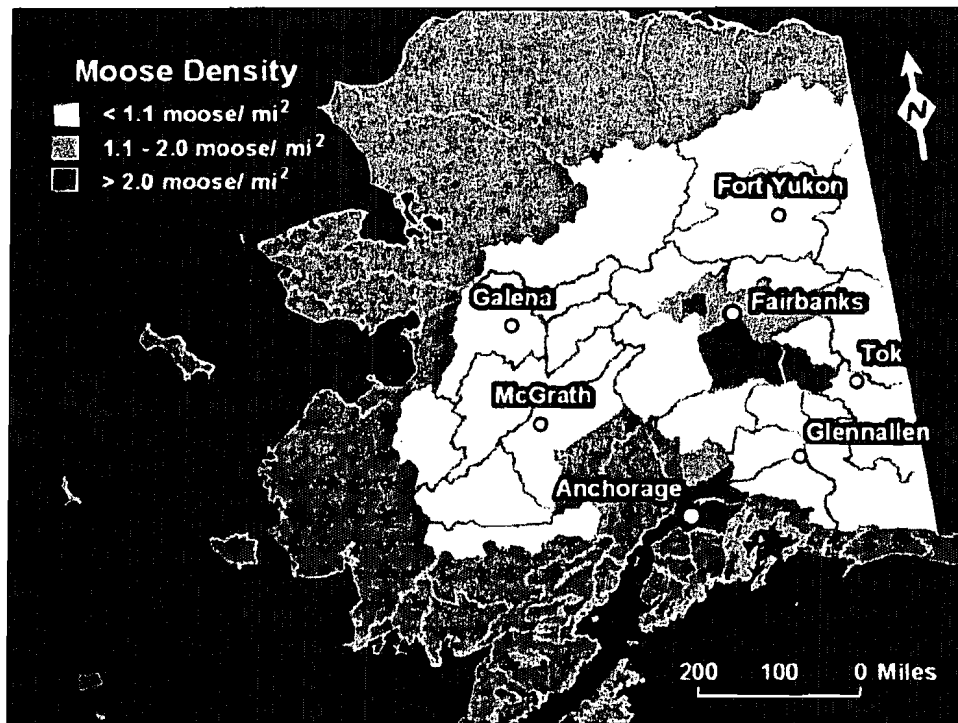 Moose Density
< 1.1 moose/ mi²
1.1 - 2.0 moose/ mi²
> 2.0 moose/ mi²
N
Fort Yukon
Galena
Fairbanks
Tok
McGrath
Glennallen
Anchorage
200 100 0 Miles